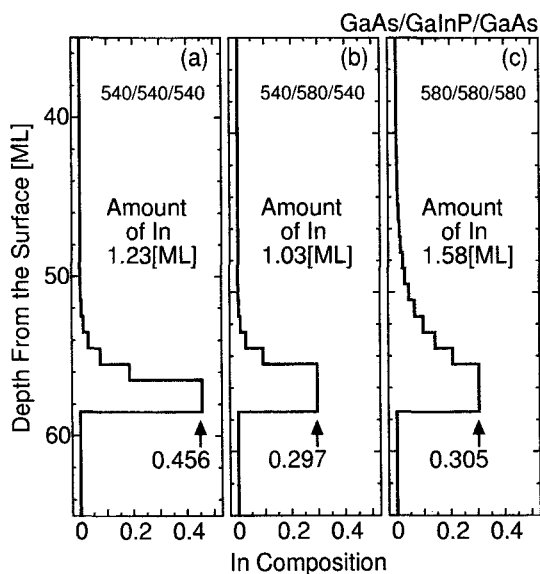 GaAs/GaInP/GaAs
(a)
540/540/540
Amount
of In
1.23[ML]
0.456
(b)
540/580/540
Amount
of In
1.03[ML]
0.297
(c)
580/580/580
Amount
of In
1.58[ML]
0.305
Depth From the Surface [ML]
40
50
60
0 0.2 0.4
0 0.2 0.4
0 0.2 0.4
In Composition